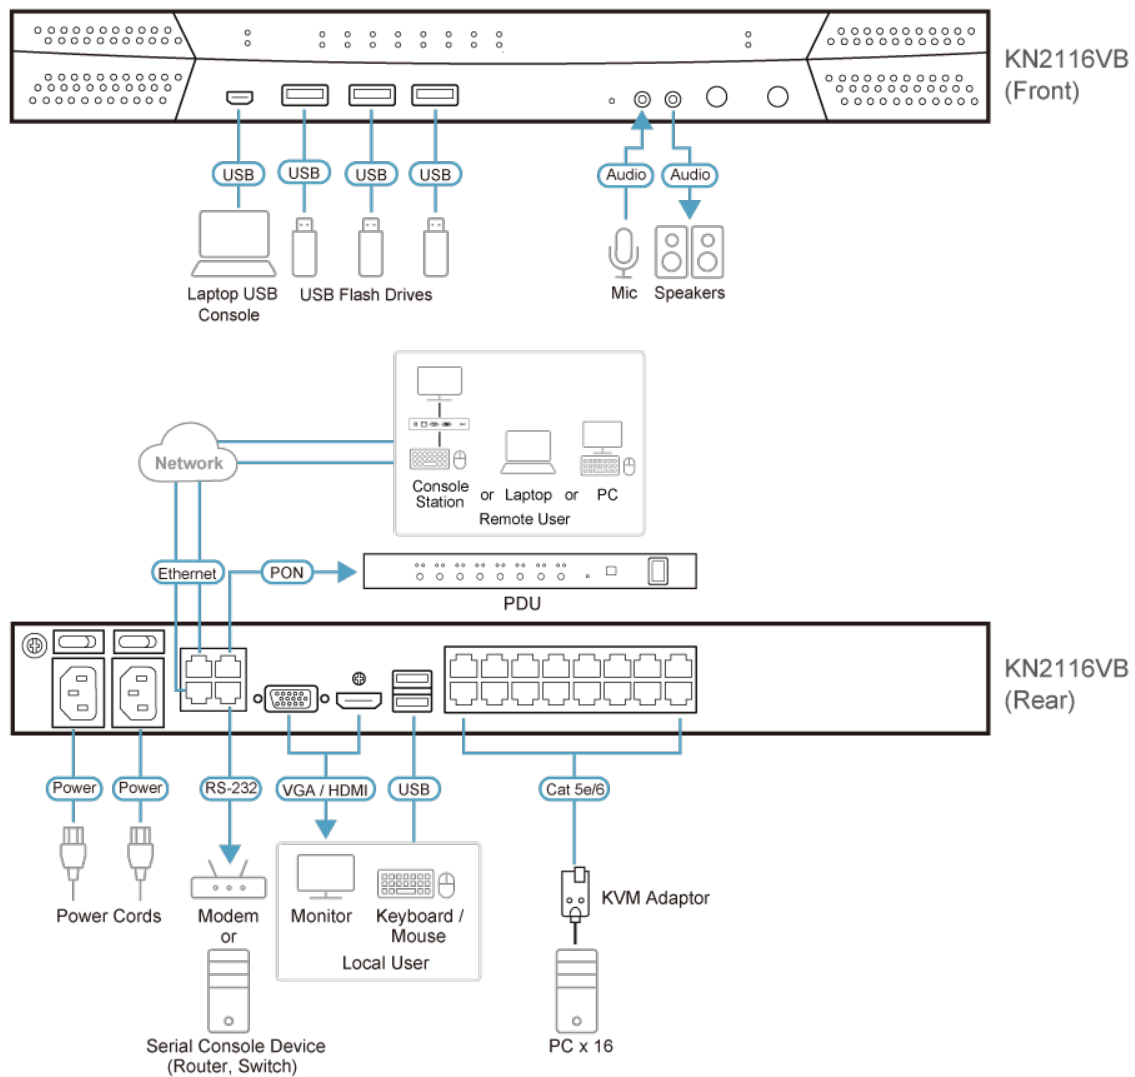 KN2116VB
(Front)
USB
USB
USB
USB
Audio
Audio
Laptop USB
Console
USB Flash Drives
Mic
Speakers
Network
Console
Station
or
Laptop
or
PC
Remote User
Ethernet
PON
PDU
KN2116VB
(Rear)
Power
Power
RS-232
VGA / HDMI
USB
Cat 5e/6
Power Cords
Modem
or
Serial Console Device
(Router, Switch)
Monitor
Keyboard /
Mouse
Local User
KVM Adaptor
PC x 16